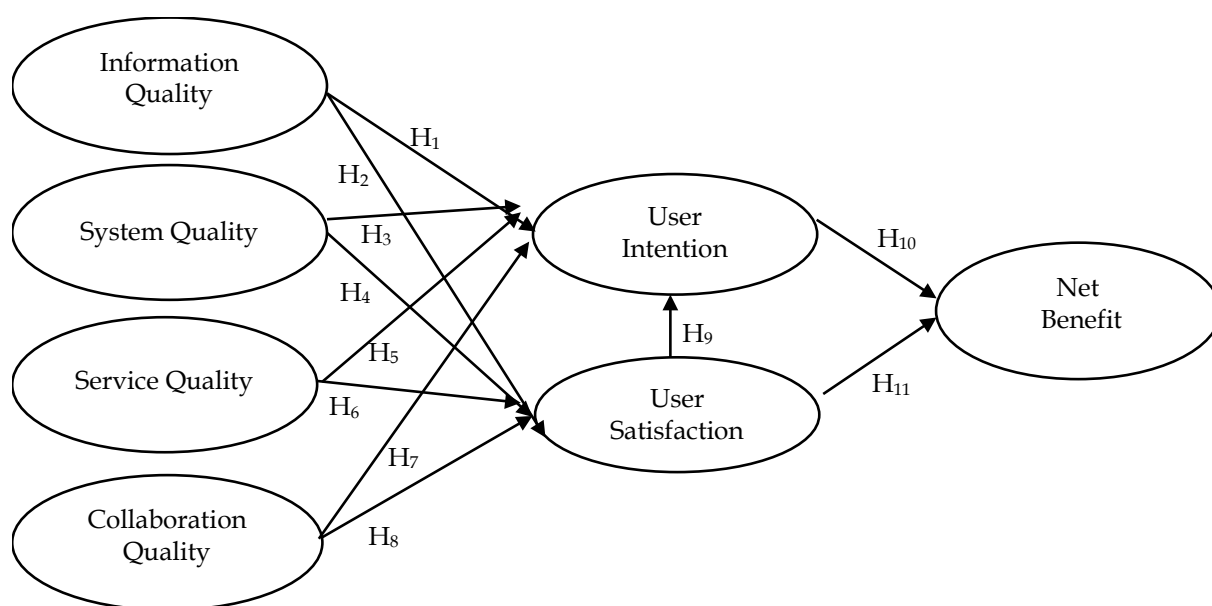 Information
Quality
H₁
H₂
System Quality
H₃
User
Intention
H₁₀
H₄
Net
Benefit
H₉
H₅
Service Quality
H₆
User
Satisfaction
H₁₁
H₇
Collaboration
Quality
H₈